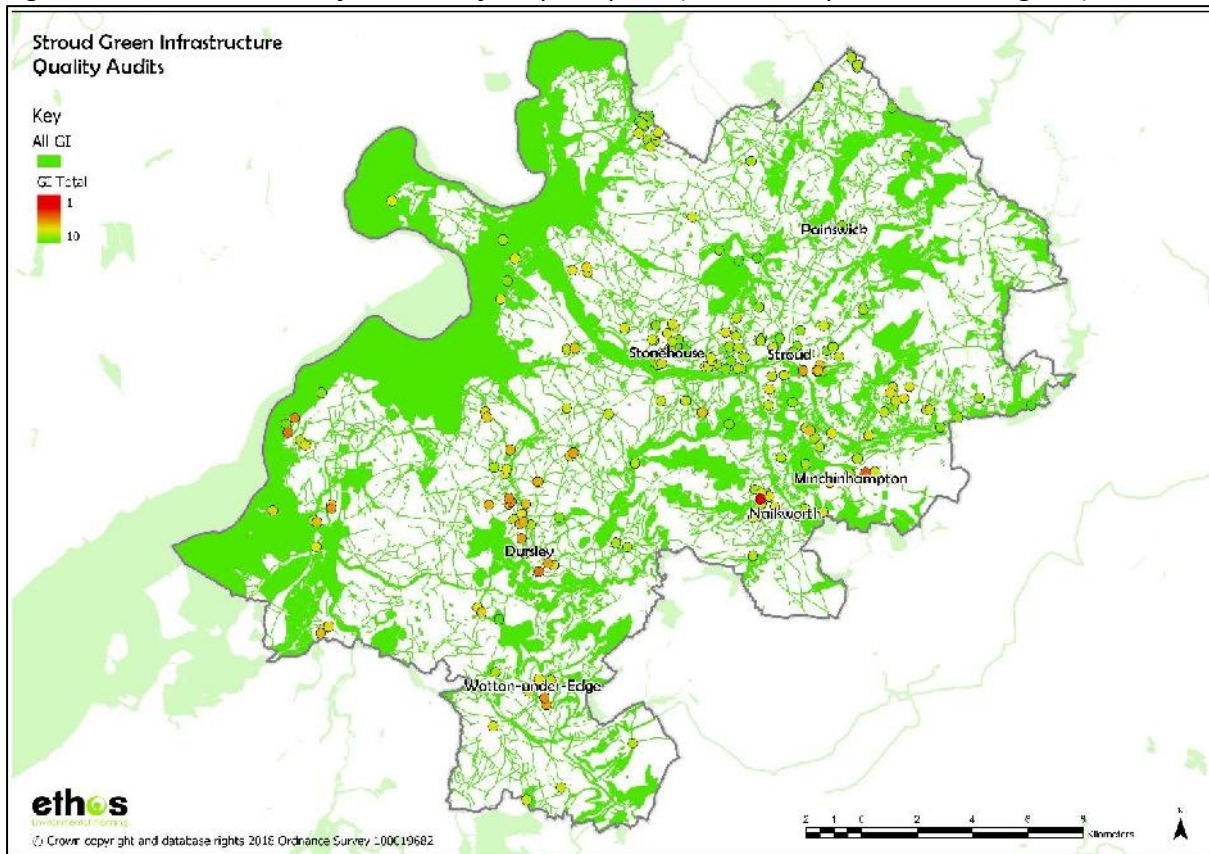 Stroud Green Infrastructure
Quality Audits
Key
All GI
GI Total
1
10
Painswick
Stonehouse
Stroud
Minchinhampton
Nailsworth
Dursley
Wotton-under-Edge
ethos
Environmental Planning
© Crown copyright and database rights 2018 Ordnance Survey 100019682
2 1 0 2 4 6 8
Kilometers